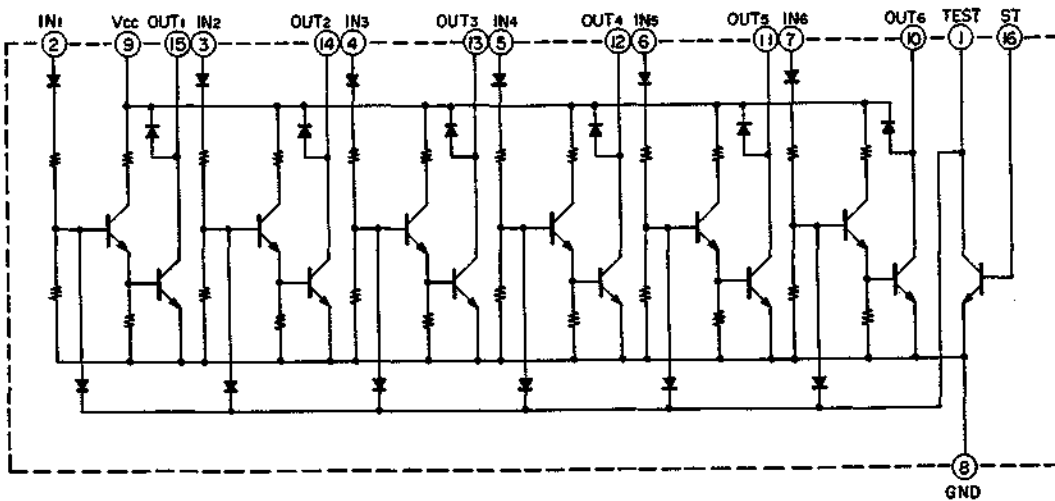 IN1 Vcc OUT1 IN2 OUT2 IN3 OUT3 IN4 OUT4 IN5 OUT5 IN6 OUT6 TEST ST
2 9 15 3 14 4 13 5 12 6 11 7 10 1 16
8
GND